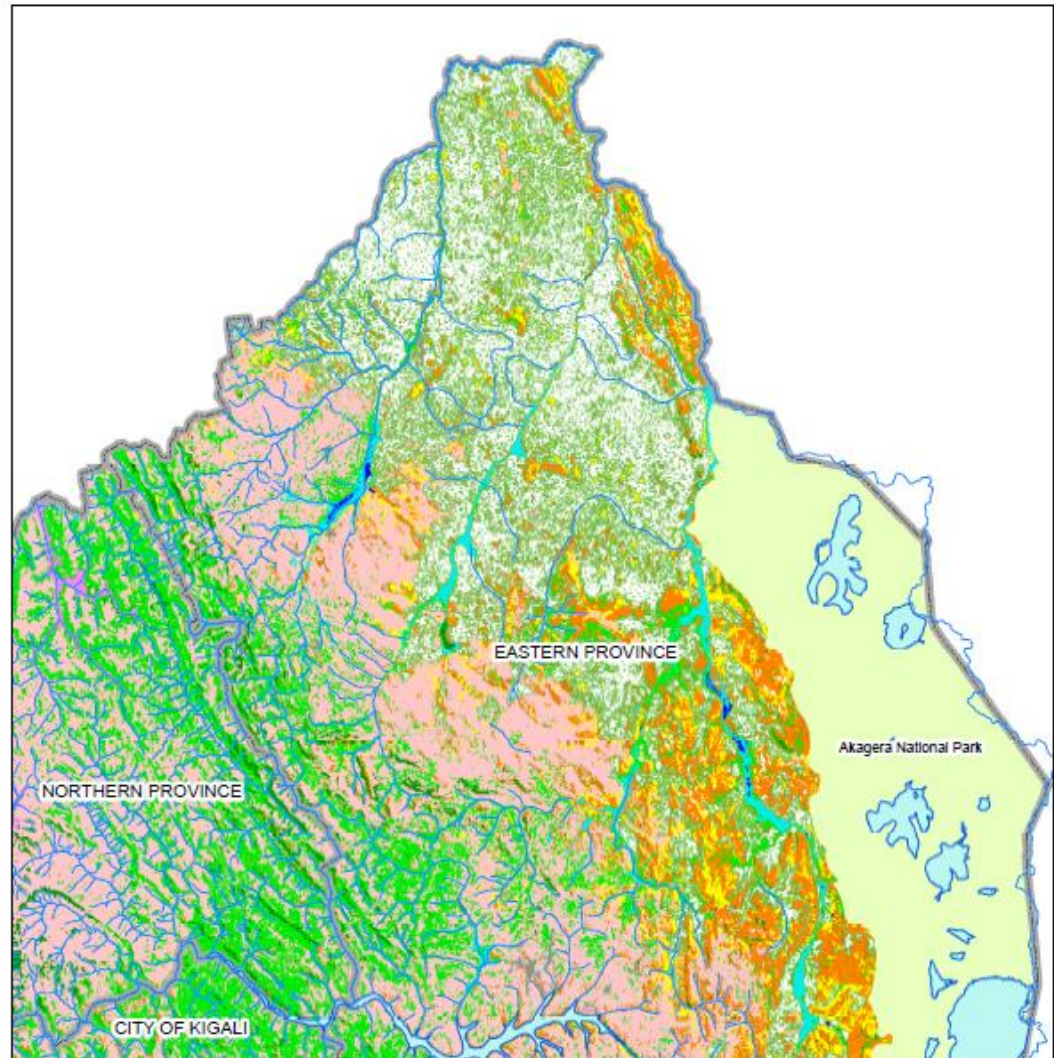 EASTERN PROVINCE
Akagera National Park
NORTHERN PROVINCE
CITY OF KIGALI